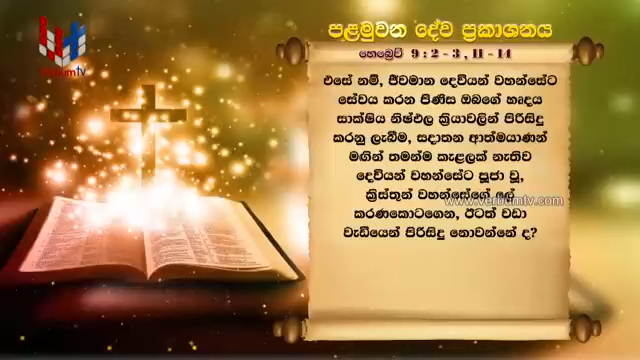 පළමුවන දේව ප්‍රකාශනය
හෙබ්‍රෙව් 9 : 2 - 3 , 11 - 14
එසේ නම්, ජීවමාන දෙවියන් වහන්සේට
සේවය කරන පිණිස ඔබගේ හෘදය
සාක්ෂිය නිෂ්ඵල ක්‍රියාවලින් පිරිසිදු
කරනු ලැබීම, සදාතන ආත්මයාණන්
මඟින් තමන්ම කැළලක් නැතිව
දෙවියන් වහන්සේට පූජා වූ,
ක්‍රිස්තුන් වහන්සේගේ ලේ
www.verbumtv.com
කරණකොටගෙන, ඊටත් වඩා
වැඩියෙන් පිරිසිදු නොවන්නේ ද?
verbumtv